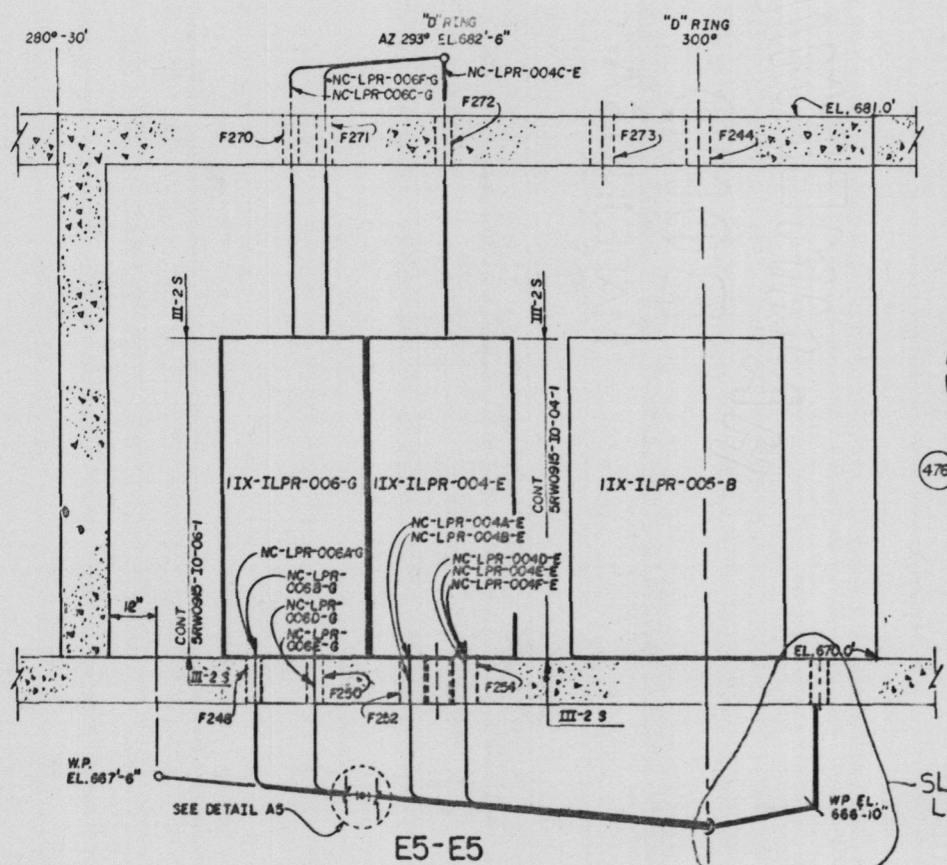 280°-30'
"D" RING
AZ 293° EL.682'-6"
"D" RING
300°
NC-LPR-006F-G
NC-LPR-006C-G
NC-LPR-004C-E
F272
EL. 681.0'
F270
F271
F273
F244
III-2 S
III-2 S
CONT
5RW0915-I0-06-1
CONT
5RW0915-I0-04-1
1IX-ILPR-006-G
1IX-ILPR-004-E
1IX-ILPR-005-B
476
NC-LPR-006A-G
NC-LPR-
006B-G
NC-LPR-
006D-G
NC-LPR-
006E-G
NC-LPR-004A-E
NC-LPR-004B-E
NC-LPR-004D-E
NC-LPR-004E-E
NC-LPR-004F-E
12"
EL.670.0'
III-2 S
F248
F250
F252
F254
III-2 S
W.P.
EL.667'-6"
SEE DETAIL A5
WP EL.
666'-10"
SL
L
E5-E5